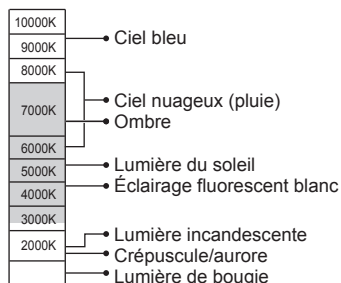 10000K
9000K
Ciel bleu
8000K
7000K
Ciel nuageux (pluie)
Ombre
6000K
5000K
Lumière du soleil
4000K
Éclairage fluorescent blanc
3000K
2000K
Lumière incandescente
Crépuscule/aurore
Lumière de bougie